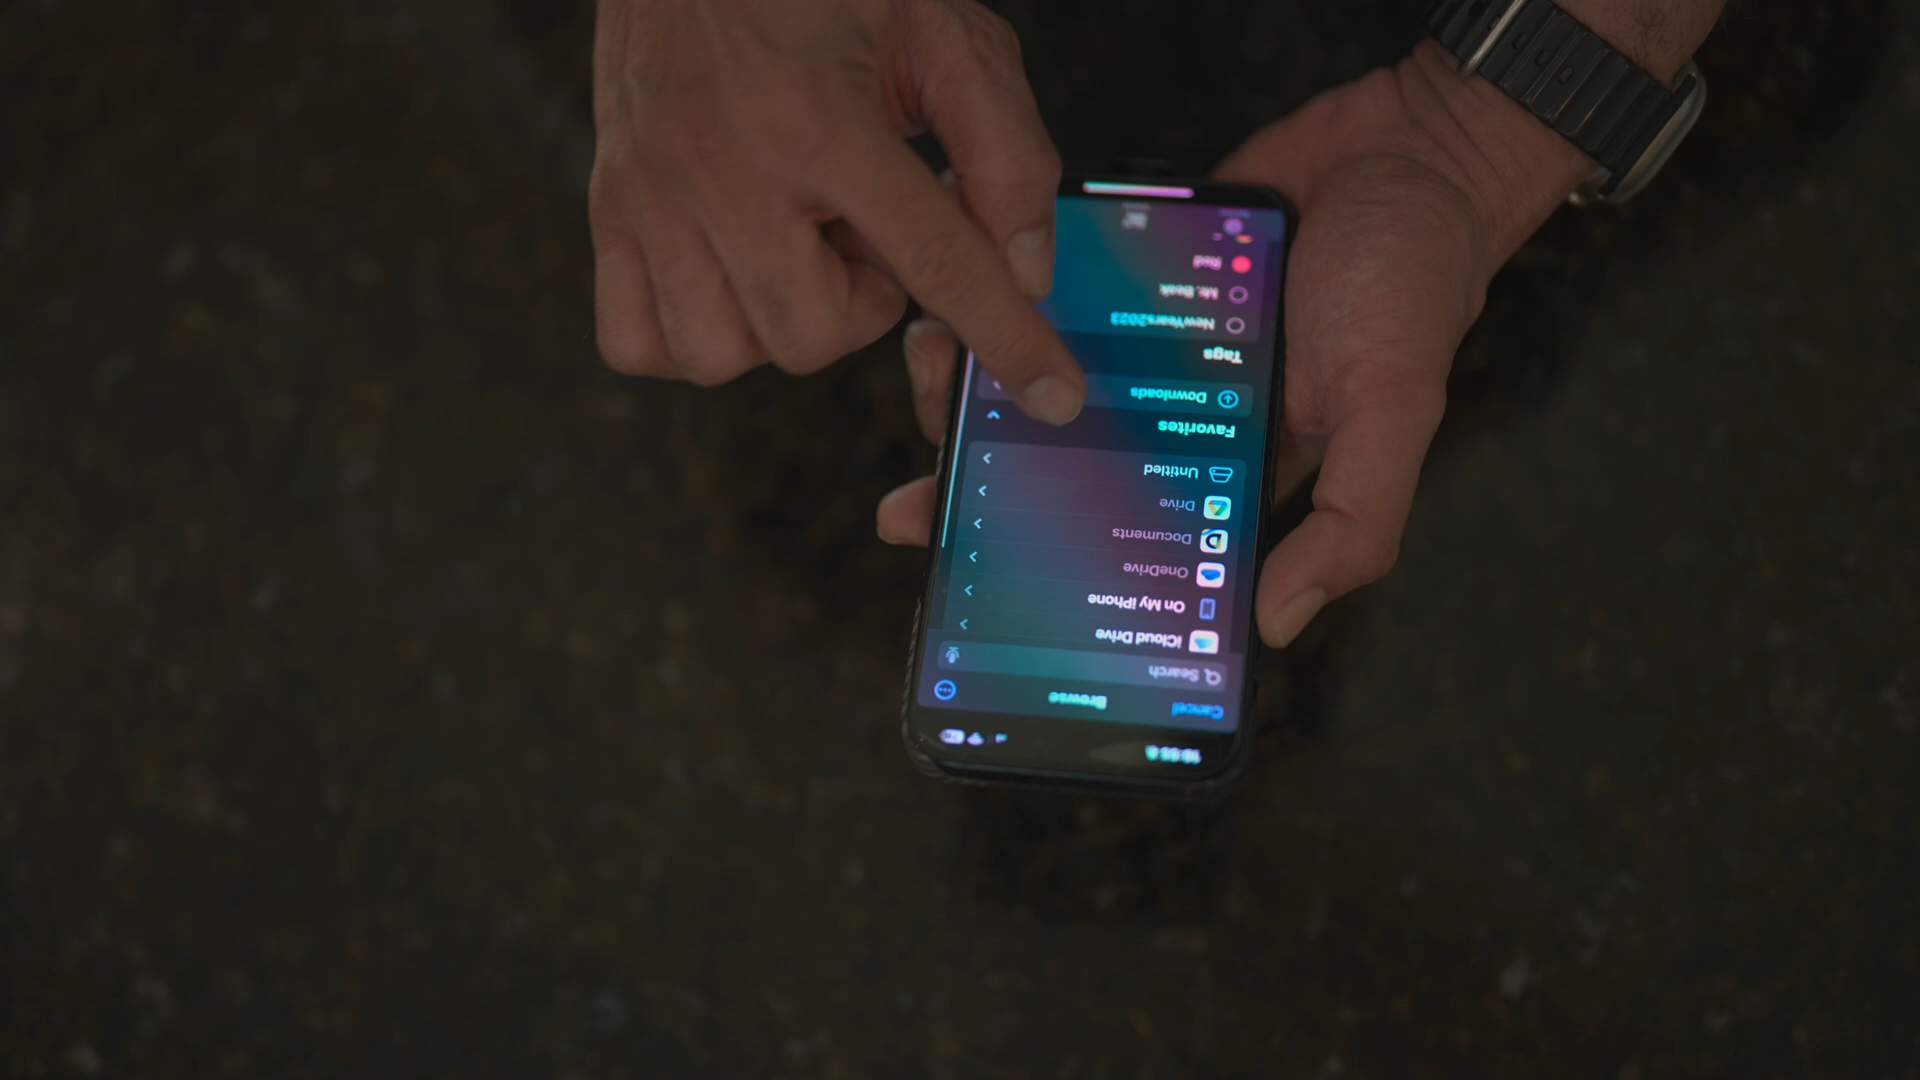 Cancel Browse
Search
iCloud Drive
On My iPhone
OneDrive
Documents
Drive
Untitled
Favorites
Downloads
Tags
NewYears2023
Mr. Beak
Red